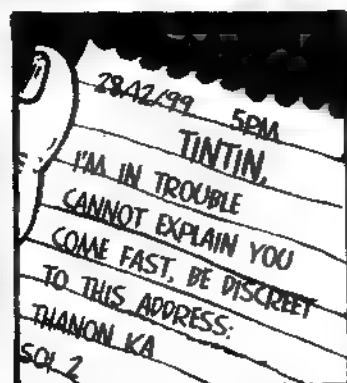 28.12/99 5PM
TINTIN,
I'M IN TROUBLE
CANNOT EXPLAIN YOU
COME FAST, BE DISCREET
TO THIS ADDRESS:
THANON KA
SOI 2